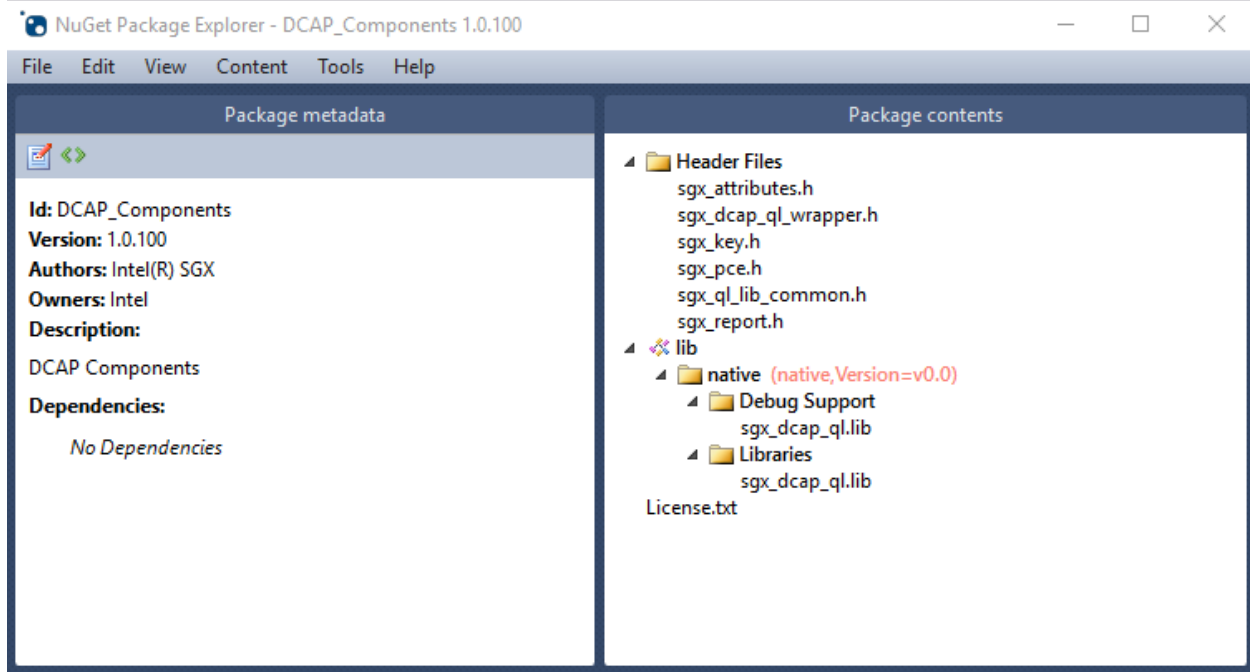 NuGet Package Explorer - DCAP_Components 1.0.100
File Edit View Content Tools Help
Package metadata
Id: DCAP_Components
Version: 1.0.100
Authors: Intel(R) SGX
Owners: Intel
Description:
DCAP Components
Dependencies:
No Dependencies
Package contents
Header Files
sgx_attributes.h
sgx_dcap_ql_wrapper.h
sgx_key.h
sgx_pce.h
sgx_ql_lib_common.h
sgx_report.h
lib
native (native,Version=v0.0)
Debug Support
sgx_dcap_ql.lib
Libraries
sgx_dcap_ql.lib
License.txt